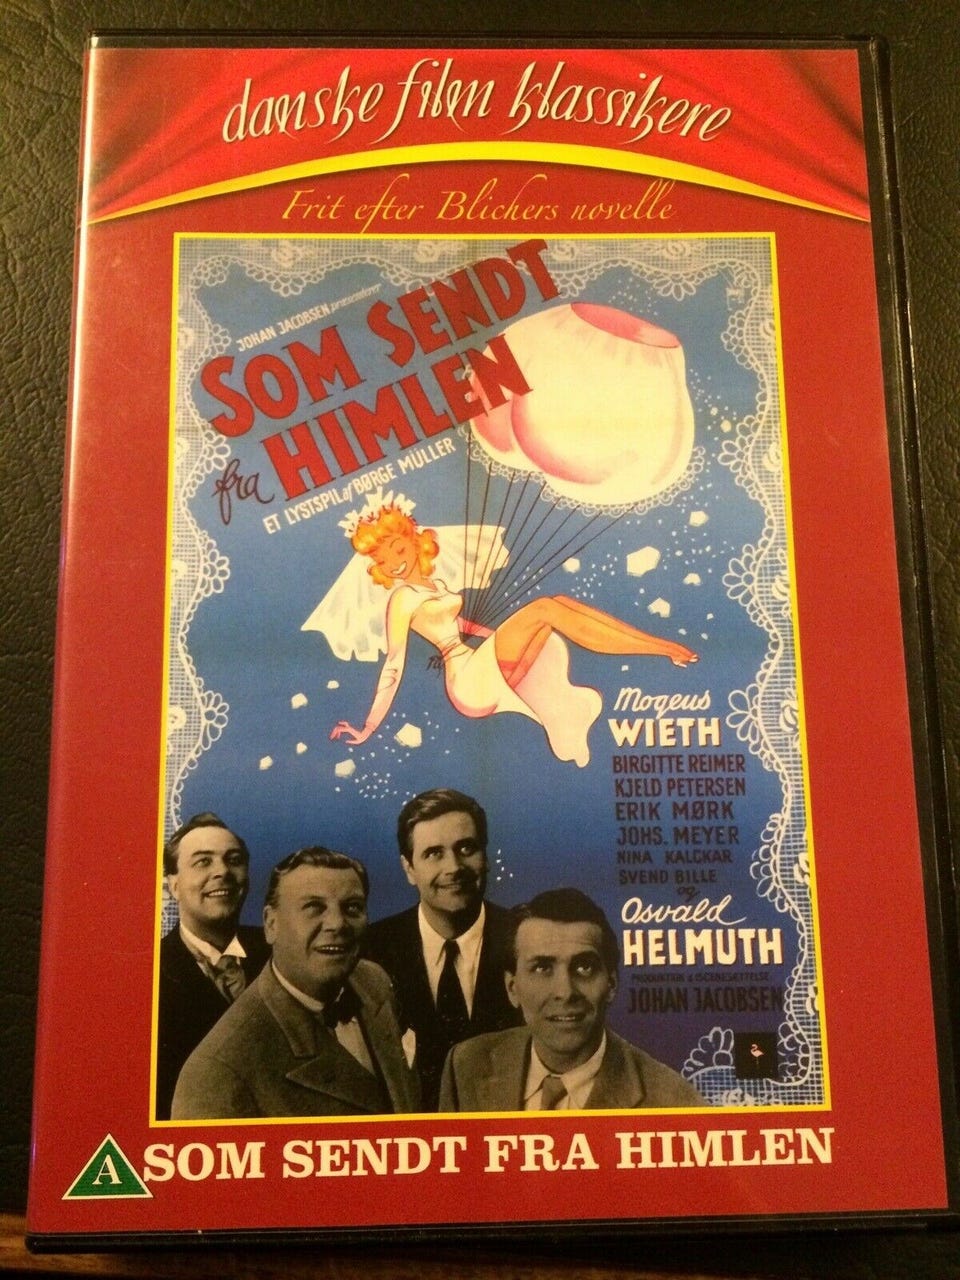 danske film klassikere
Frit efter Blichers novelle
JOHAN JACOBSEN præsenterer
SOM SENDT
fra HIMLEN
ET LYSTSPIL af BØRGE MÜLLER
Mogens
WIETH
BIRGITTE REIMER
KJELD PETERSEN
ERIK MØRK
JOHS. MEYER
NINA KALCKAR
SVEND BILLE
og
Osvald
HELMUTH
PRODUKTION & ISCENESÆTTELSE
JOHAN JACOBSEN
A
SOM SENDT FRA HIMLEN